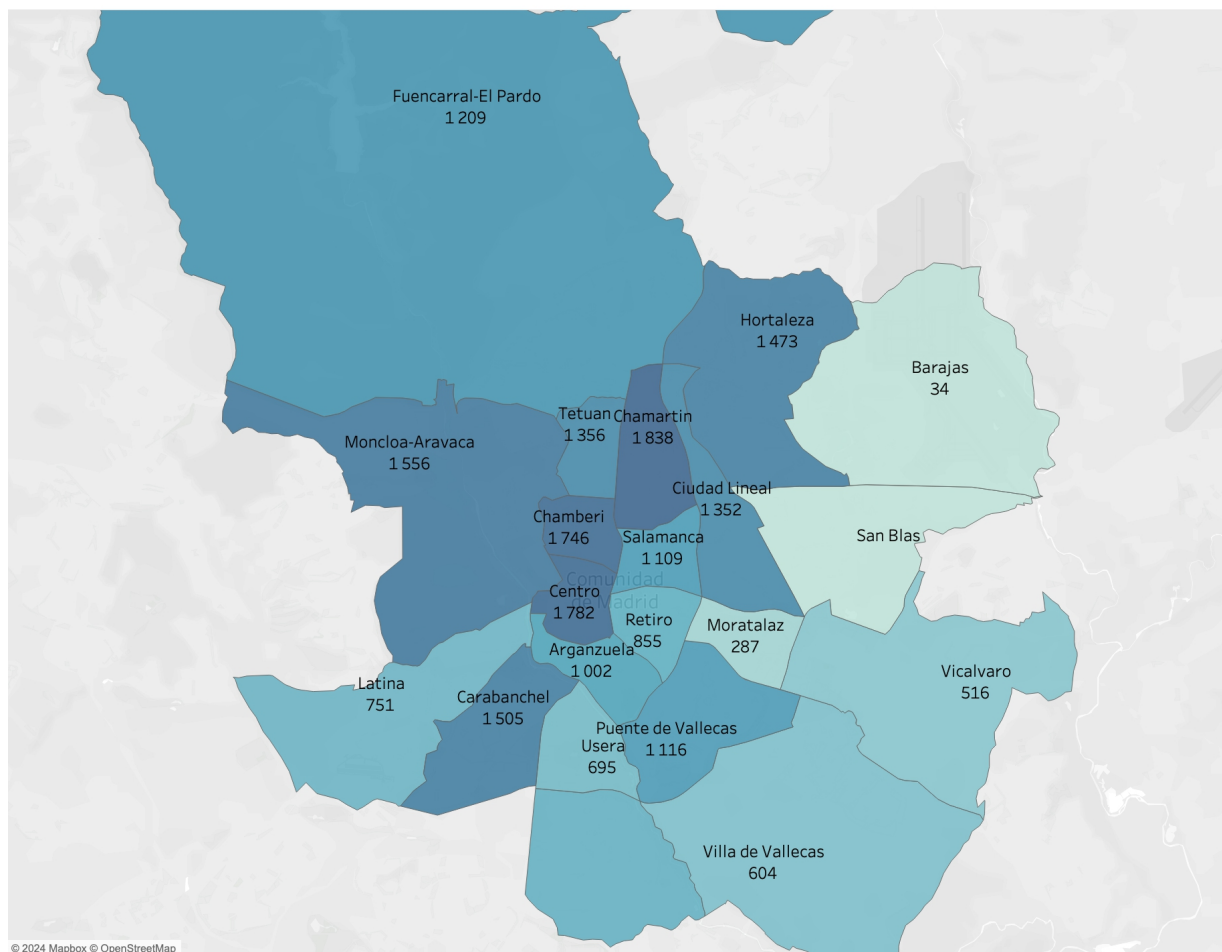 Fuencarral-El Pardo
1 209
Hortaleza
1 473
Barajas
34
Tetuan
1 356
Chamartin
1 838
Moncloa-Aravaca
1 556
Ciudad Lineal
1 352
Chamberi
1 746
Salamanca
1 109
San Blas
Comunidad
de Madrid
Centro
1 782
Retiro
855
Moratalaz
287
Arganzuela
1 002
Vicalvaro
516
Latina
751
Carabanchel
1 505
Puente de Vallecas
1 116
Usera
695
Villa de Vallecas
604
© 2024 Mapbox © OpenStreetMap